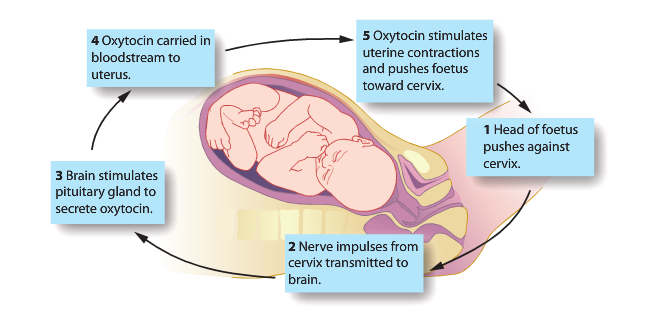 4 Oxytocin carried in
bloodstream to
uterus.
5 Oxytocin stimulates
uterine contractions
and pushes foetus
toward cervix.
1 Head of foetus
pushes against
cervix.
3 Brain stimulates
pituitary gland to
secrete oxytocin.
2 Nerve impulses from
cervix transmitted to
brain.